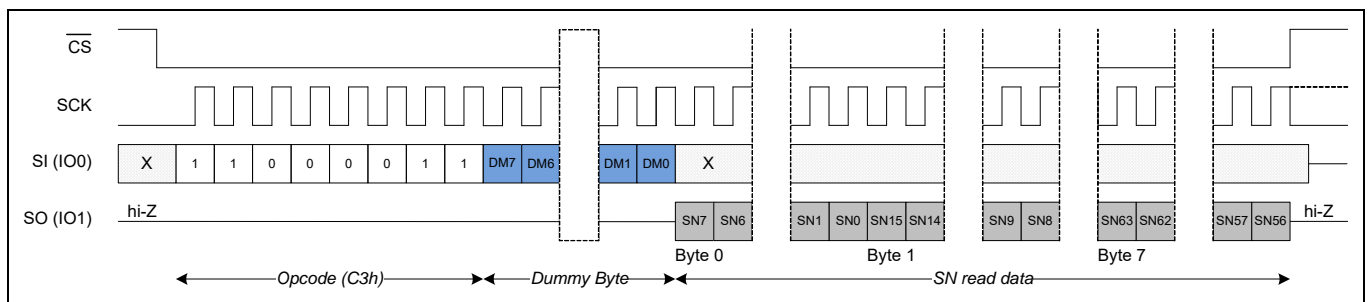 CS
SCK
SI (IO0) X 1 1 0 0 0 0 1 1 DM7 DM6 DM1 DM0 X
SO (IO1) hi-Z SN7 SN6 SN1 SN0 SN15 SN14 SN9 SN8 SN63 SN62 SN57 SN56 hi-Z
Byte 0 Byte 1 Byte 7
Opcode (C3h) Dummy Byte SN read data